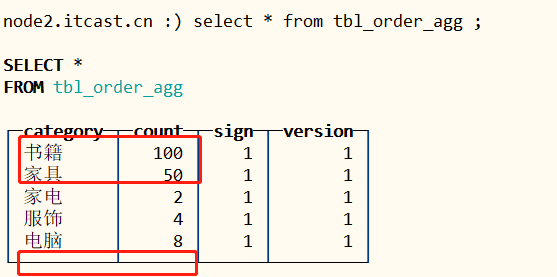 node2.itcast.cn :) select * from tbl_order_agg ;
SELECT *
FROM tbl_order_agg
category count sign version
书籍 100 1 1
家具 50 1 1
家电 2 1 1
服饰 4 1 1
电脑 8 1 1